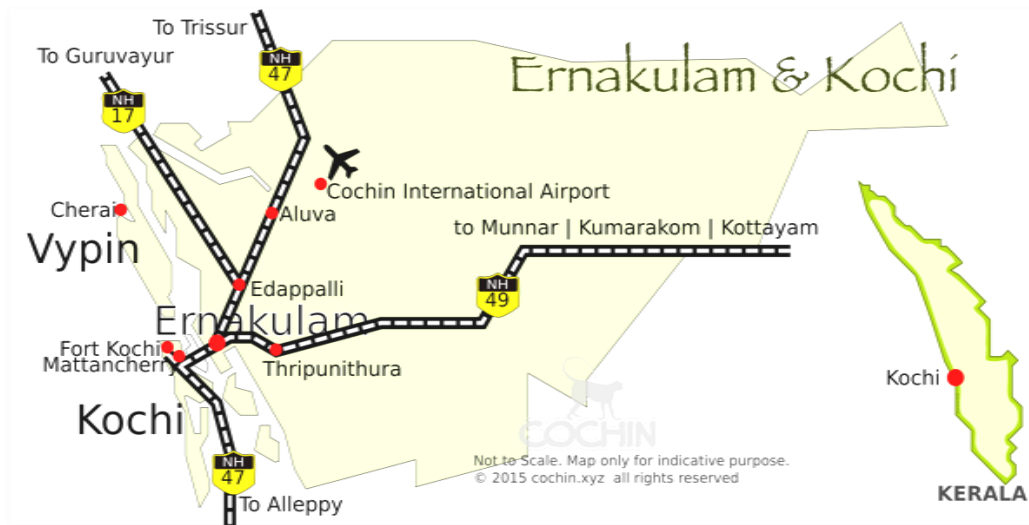 To Trissur
To Guruvayur
NH
47
Ernakulam & Kochi
NH
17
Cochin International Airport
Cherai
Aluva
to Munnar | Kumarakom | Kottayam
Vypin
Edappalli
NH
49
Ernakulam
Fort Kochi
Mattancherry
Thripunithura
Kochi
Kochi
COCHIN
Not to Scale. Map only for indicative purpose.
© 2015 cochin.xyz all rights reserved
NH
47
To Alleppy
KERALA